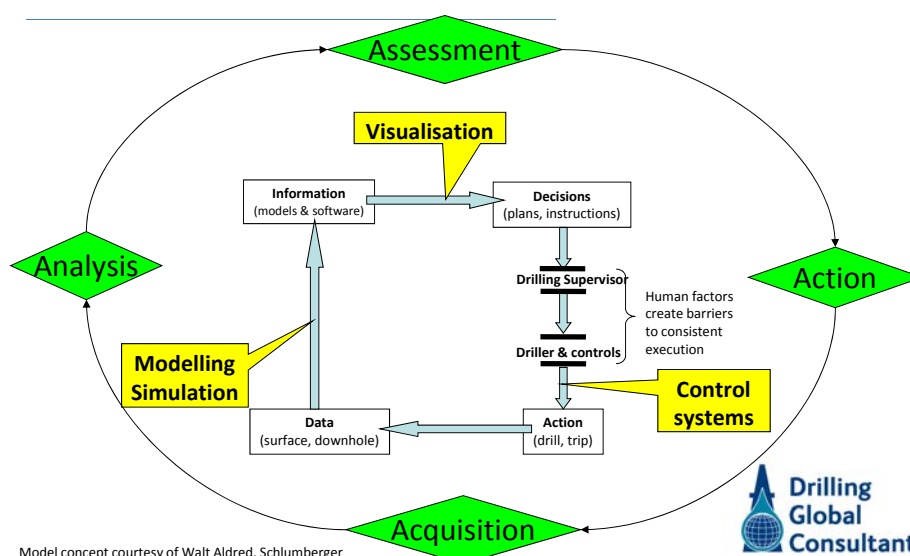 Assessment
Visualisation
Information
(models & software)
Decisions
(plans, instructions)
Analysis
Action
Drilling Supervisor
Human factors
create barriers
to consistent
execution
Driller & controls
Modelling
Simulation
Control
systems
Data
(surface, downhole)
Action
(drill, trip)
Acquisition
Drilling
Global
Consultant
Model concept courtesy of Walt Aldred, Schlumberger